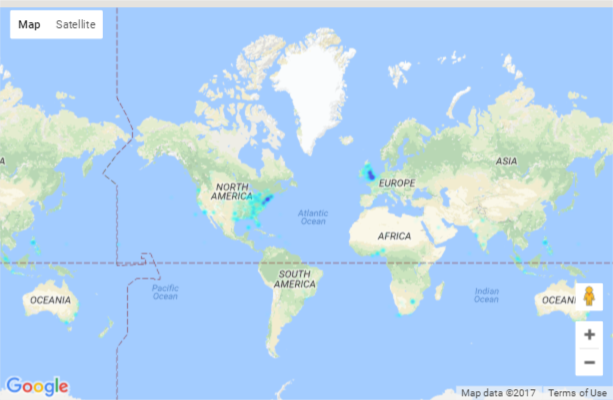 Map Satellite
A
NORTH
AMERICA
EUROPE
ASIA
Atlantic
Ocean
AFRICA
SOUTH
AMERICA
OCEANIA
Pacific
Ocean
Indian
Ocean
OCEANI
+
−
Google
Map data ©2017 Terms of Use